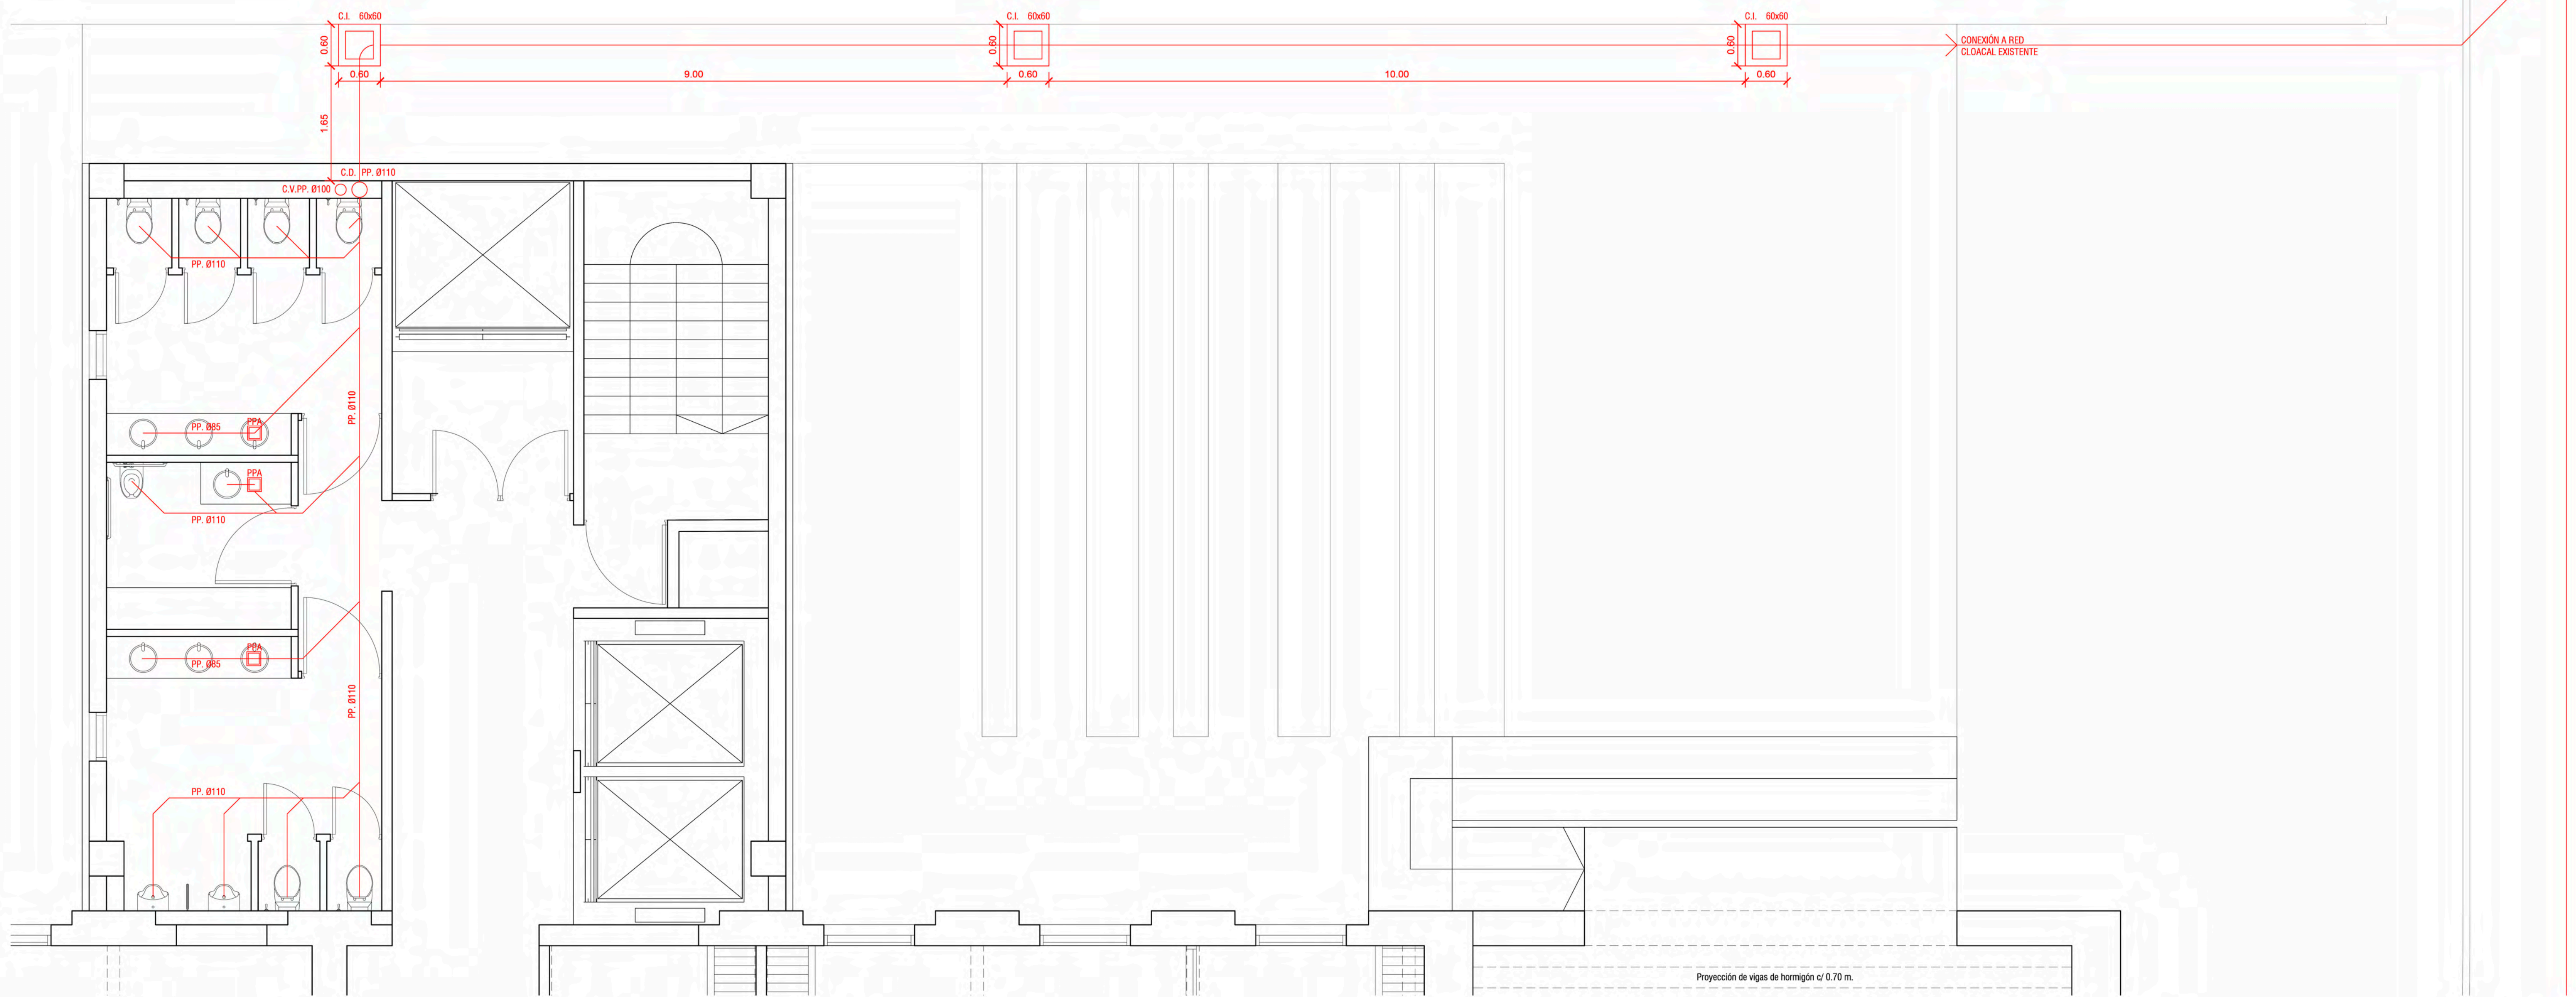 C.I. 60x60
C.I. 60x60
C.I. 60x60
0.60
0.60
0.60
CONEXIÓN A RED
CLOACAL EXISTENTE
0.60
9.00
0.60
10.00
0.60
1.65
C.D. PP. Ø110
C.V.PP. Ø100
PP. Ø110
PP. Ø110
PPA
PP. Ø85
PPA
PP. Ø110
PPA
PP. Ø85
PP. Ø110
PP. Ø110
Proyección de vigas de hormigón c/ 0.70 m.